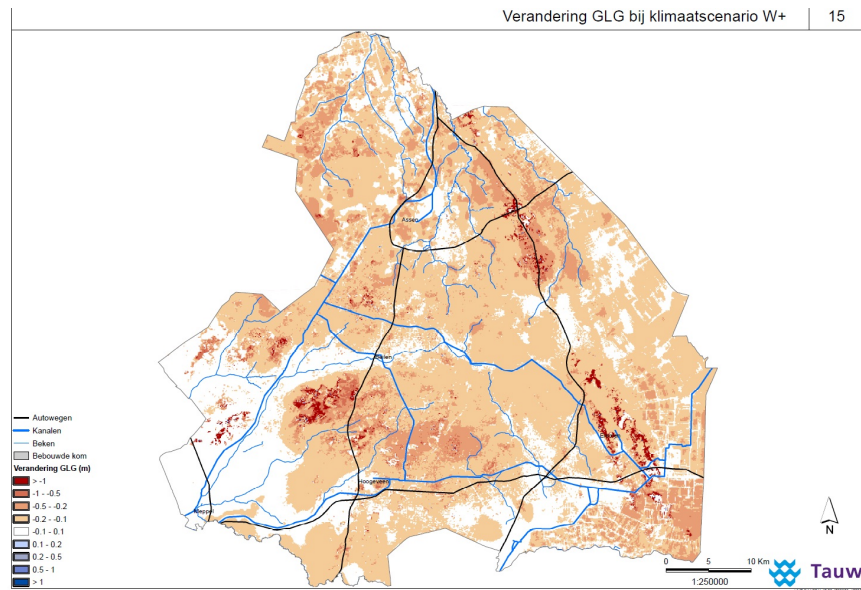 Verandering GLG bij klimaatscenario W+ 15
Assen
Hoogeveen
Meppel
Autowegen
Kanalen
Beken
Bebouwde kom
Verandering GLG (m)
> -1
-1 - -0.5
-0.5 - -0.2
-0.2 - -0.1
-0.1 - 0.1
0.1 - 0.2
0.2 - 0.5
0.5 - 1
> 1
N
0 5 10 Km
1:250000
Tauw